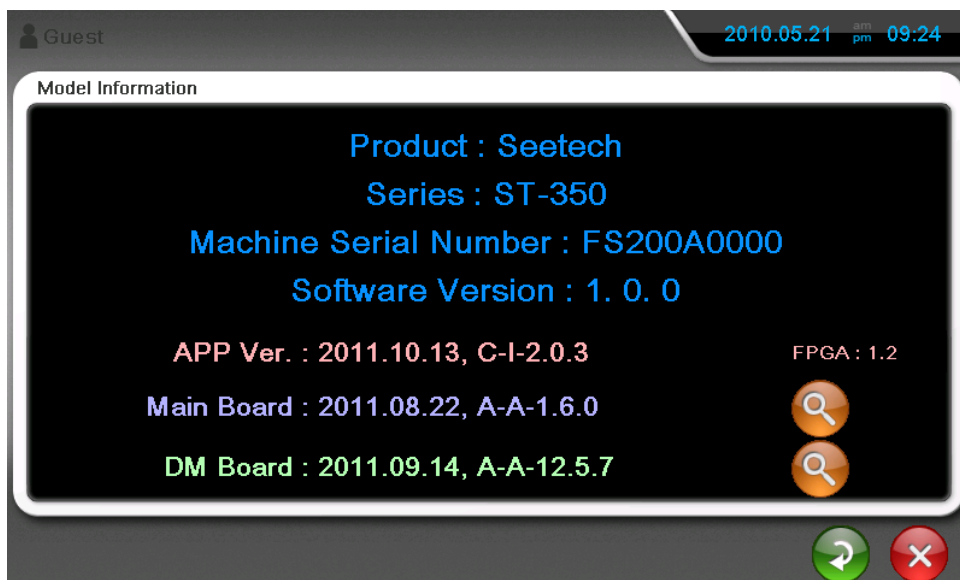 Guest
2010.05.21 am pm 09:24
Model Information
Product : Seetech
Series : ST-350
Machine Serial Number : FS200A0000
Software Version : 1. 0. 0
APP Ver. : 2011.10.13, C-I-2.0.3
FPGA : 1.2
Main Board : 2011.08.22, A-A-1.6.0
DM Board : 2011.09.14, A-A-12.5.7